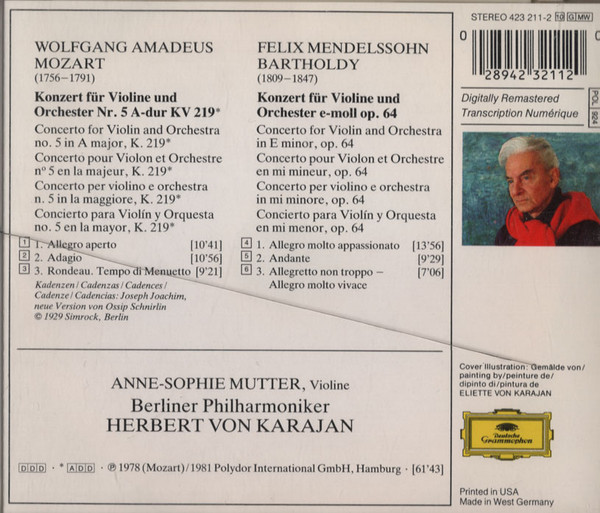 WOLFGANG AMADEUS
MOZART
(1756–1791)
Konzert für Violine und
Orchester Nr. 5 A-dur KV 219*
Concerto for Violin and Orchestra
no. 5 in A major, K. 219*
Concerto pour Violon et Orchestre
nº 5 en la majeur, K. 219*
Concerto per violino e orchestra
n. 5 in la maggiore, K. 219*
Concierto para Violín y Orquesta
no. 5 en la mayor, K. 219*
1 1. Allegro aperto [10'41]
2 2. Adagio [10'56]
3 3. Rondeau. Tempo di Menuetto [9'21]
Kadenzen / Cadenzas / Cadences /
Cadenze / Cadencias: Joseph Joachim,
neue Version von Ossip Schnirlin
© 1929 Simrock, Berlin
FELIX MENDELSSOHN
BARTHOLDY
(1809–1847)
Konzert für Violine und
Orchester e-moll op. 64
Concerto for Violin and Orchestra
in E minor, op. 64
Concerto pour Violon et Orchestre
en mi mineur, op. 64
Concerto per violino e orchestra
in mi minore, op. 64
Concierto para Violín y Orquesta
en mi menor, op. 64
4 1. Allegro molto appassionato [13'56]
5 2. Andante [9'29]
6 3. Allegretto non troppo – [7'06]
Allegro molto vivace
ANNE-SOPHIE MUTTER, Violine
Berliner Philharmoniker
HERBERT VON KARAJAN
DDD · * ADD · ℗ 1978 (Mozart) / 1981 Polydor International GmbH, Hamburg · [61'43]
STEREO 423 211-2 10 G MW
0 28942 32112 0
Digitally Remastered
Transcription Numérique
POL. 924
Cover Illustration: Gemälde von/
painting by/peinture de/
dipinto di/pintura de
ELIETTE VON KARAJAN
Deutsche
Grammophon
Printed in USA
Made in West Germany